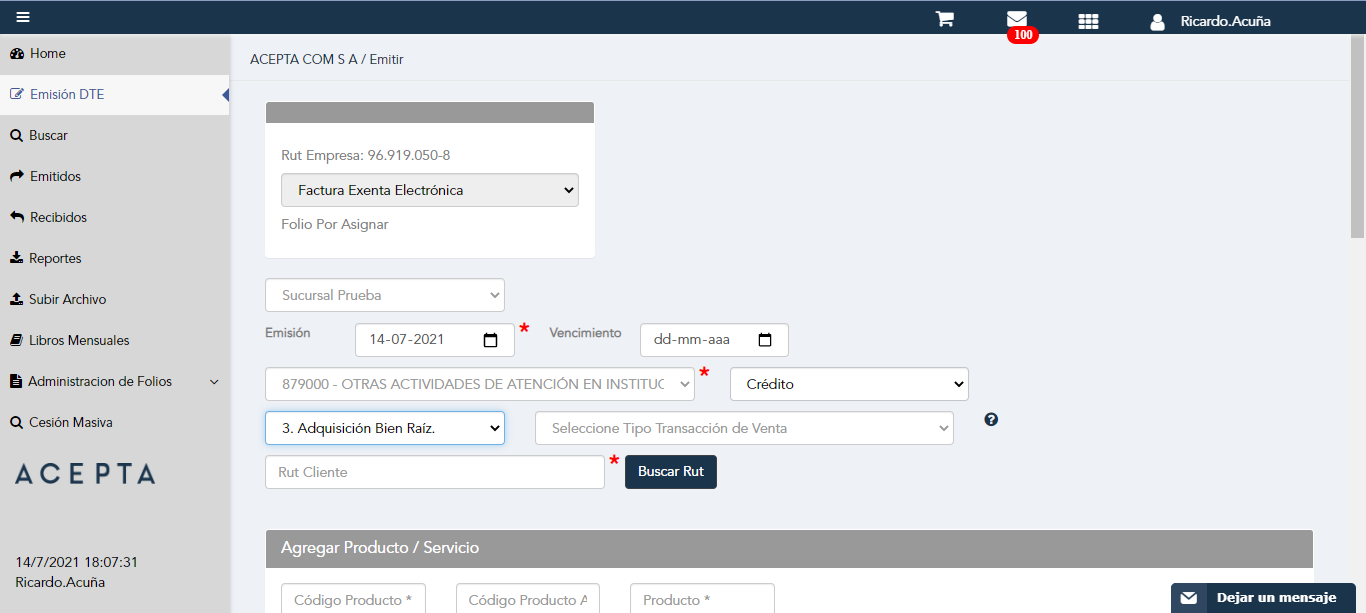 Ricardo.Acuña
100
Home
Emisión DTE
Buscar
Emitidos
Recibidos
Reportes
Subir Archivo
Libros Mensuales
Administracion de Folios
Cesión Masiva
ACEPTA
14/7/2021 18:07:31
Ricardo.Acuña
ACEPTA COM S A / Emitir
Rut Empresa: 96.919.050-8
Factura Exenta Electrónica
Folio Por Asignar
Sucursal Prueba
Emisión 14-07-2021 * Vencimiento dd-mm-aaa
879000 - OTRAS ACTIVIDADES DE ATENCIÓN EN INSTITUC * Crédito
3. Adquisición Bien Raíz. Seleccione Tipo Transacción de Venta ?
Rut Cliente * Buscar Rut
Agregar Producto / Servicio
Código Producto * Código Producto A Producto *
Dejar un mensaje